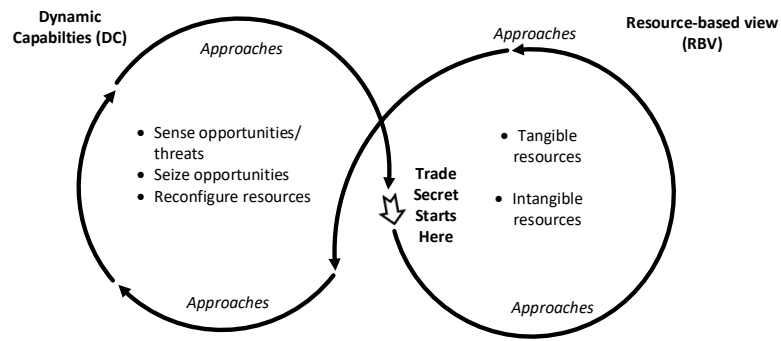 Dynamic
Capabilties (DC)
Approaches
Approaches
Resource-based view
(RBV)
• Sense opportunities/
threats
• Seize opportunities
• Reconfigure resources
Trade
Secret
Starts
Here
• Tangible
resources
• Intangible
resources
Approaches
Approaches